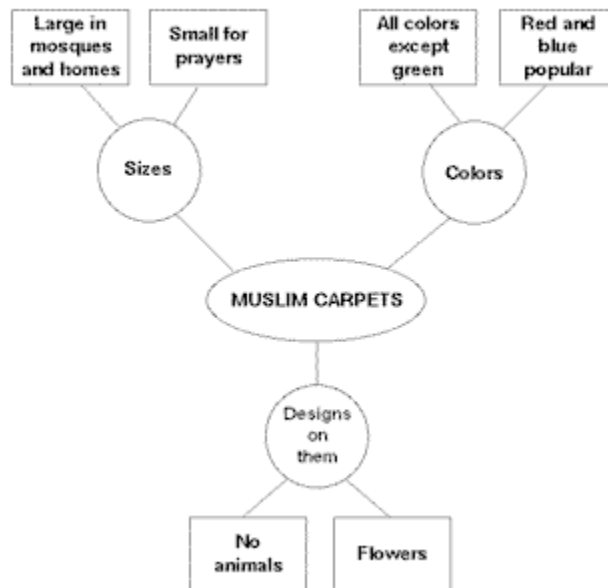 Large in
mosques
and homes
Small for
prayers
All colors
except
green
Red and
blue
popular
Sizes
Colors
MUSLIM CARPETS
Designs
on
them
No
animals
Flowers